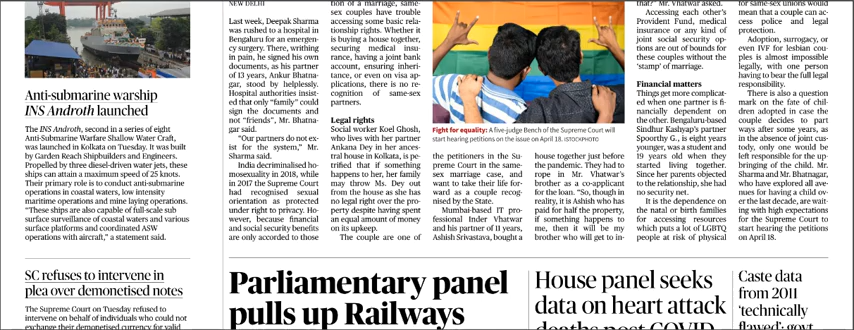 Anti-submarine warship
INS Androth launched
The INS Androth, second in a series of eight
Anti-Submarine Warfare Shallow Water Craft,
was launched in Kolkata on Tuesday. It was built
by Garden Reach Shipbuilders and Engineers.
Propelled by three diesel-driven water jets, these
ships can attain a maximum speed of 25 knots.
Their primary role is to conduct anti-submarine
operations in coastal waters, low intensity
maritime operations and mine laying operations.
"These ships are also capable of full-scale sub
surface surveillance of coastal waters and various
surface platforms and coordinated ASW
operations with aircraft," a statement said.
SC refuses to intervene in
plea over demonetised notes
The Supreme Court on Tuesday refused to
intervene on behalf of individuals who could not
exchange their demonetised currency for valid
NEW DELHI
Last week, Deepak Sharma
was rushed to a hospital in
Bengaluru for an emergen-
cy surgery. There, writhing
in pain, he signed his own
documents, as his partner
of 13 years, Ankur Bhatna-
gar, stood by helplessly.
Hospital authorities insist-
ed that only "family" could
sign the documents and
not "friends", Mr. Bhatna-
gar said.
"Our partners do not ex-
ist for the system," Mr.
Sharma said.
India decriminalised ho-
mosexuality in 2018, while
in 2017 the Supreme Court
had recognised sexual
orientation as protected
under right to privacy. Ho-
wever, because financial
and social security benefits
are only accorded to those
tion of a marriage, same-
sex couples have trouble
accessing some basic rela-
tionship rights. Whether it
is buying a house together,
securing medical insu-
rance, having a joint bank
account, ensuring inheri-
tance, or even on visa ap-
plications, there is no re-
cognition of same-sex
partners.
Legal rights
Social worker Koel Ghosh,
who lives with her partner
Ankana Dey in her ances-
tral house in Kolkata, is pe-
trified that if something
happens to her, her family
may throw Ms. Dey out
from the house as she has
no legal right over the pro-
perty despite having spent
an equal amount of money
on its upkeep.
The couple are one of
Fight for equality: A five-judge Bench of the Supreme Court will
start hearing petitions on the issue on April 18. ISTOCKPHOTO
the petitioners in the Su-
preme Court in the same-
sex marriage case, and
want to take their life for-
ward as a couple recog-
nised by the State.
Mumbai-based IT pro-
fessional Inder Vhatwar
and his partner of 11 years,
Ashish Srivastava, bought a
house together just before
the pandemic. They had to
rope in Mr. Vhatwar's
brother as a co-applicant
for the loan. "So, though in
reality, it is Ashish who has
paid for half the property,
if something happens to
me, then it will be my
brother who will get to in-
that?" Mr. Vhatwar asked.
Accessing each other's
Provident Fund, medical
insurance or any kind of
joint social security op-
tions are out of bounds for
these couples without the
'stamp' of marriage.
Financial matters
Things get more complicat-
ed when one partner is fi-
nancially dependent on
the other. Bengaluru-based
Sindhur Kaslyapp's partner
Spoorthy G., is eight years
younger, was a student and
19 years old when they
started living together.
Since her parents objected
to the relationship, she had
no safety net.
It is the dependence on
the natal or birth families
for accessing resources
which puts a lot of LGBTQ
people at risk of physical
for same-sex unions would
mean that a couple can ac-
cess police and legal
protection.
Adoption, surrogacy, or
even IVF for lesbian cou-
ples is almost impossible
legally, with one person
having to bear the full legal
responsibility.
There is also a question
mark on the fate of chil-
dren adopted in case the
couple decides to part
ways after some years, as
in the absence of joint cus-
tody, only one would be
left responsible for the up-
bringing of the child. Mr.
Sharma and Mr. Bhatnagar,
who have explored all ave-
nues for having a child ov-
er the last decade, are wait-
ing with high expectations
for the Supreme Court to
start hearing the petitions
on April 18.
Parliamentary panel
pulls up Railways
House panel seeks
data on heart attack
deaths post COVID
Caste data
from 2011
'technically
flawed': govt